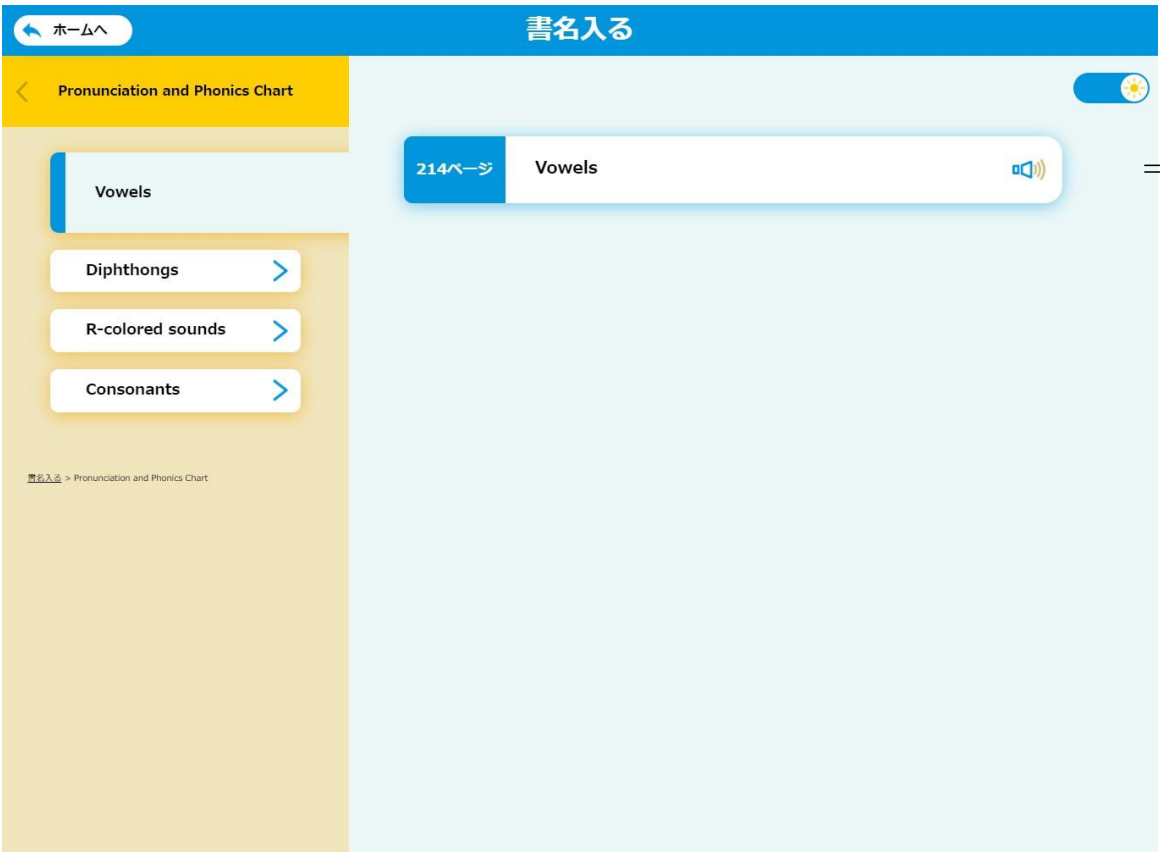 ホームへ
書名入る
Pronunciation and Phonics Chart
Vowels
Diphthongs
R-colored sounds
Consonants
書名入る > Pronunciation and Phonics Chart
214ページ Vowels